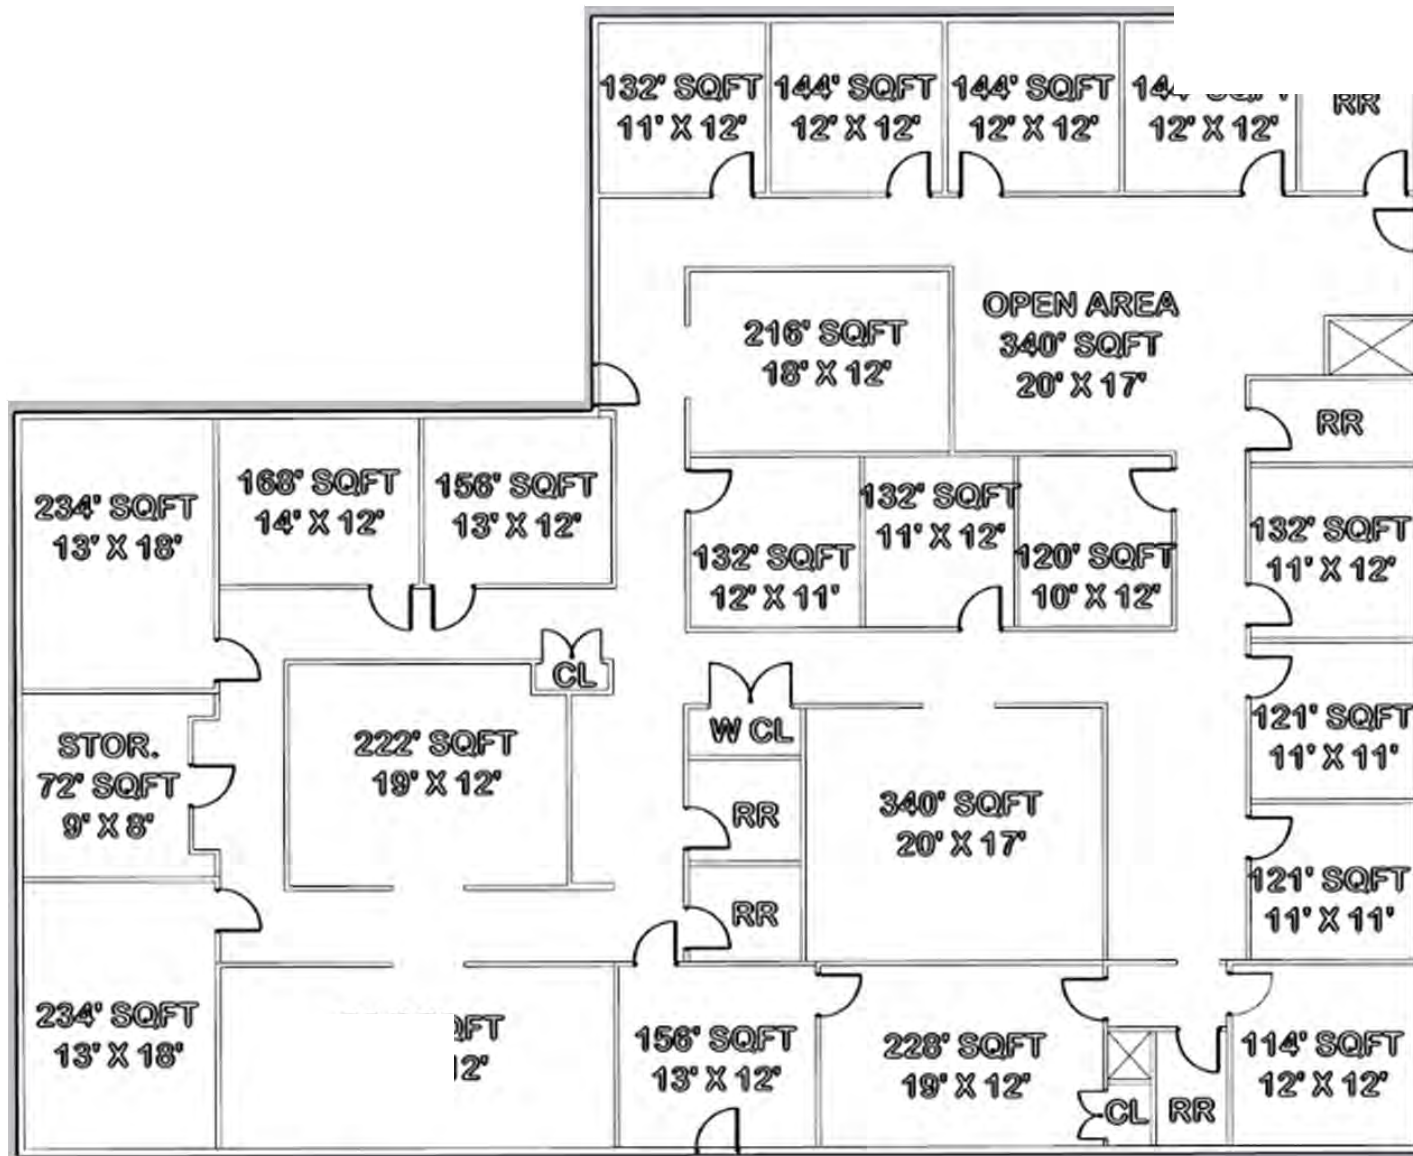 132' SQFT
11' X 12'
144' SQFT
12' X 12'
144' SQFT
12' X 12'
12' X 12'
RR
216' SQFT
18' X 12'
OPEN AREA
340' SQFT
20' X 17'
RR
234' SQFT
13' X 18'
168' SQFT
14' X 12'
156' SQFT
13' X 12'
132' SQFT
12' X 11'
132' SQFT
11' X 12'
120' SQFT
10' X 12'
132' SQFT
11' X 12'
CL
STOR.
72' SQFT
9' X 8'
222' SQFT
19' X 12'
W CL
RR
RR
340' SQFT
20' X 17'
121' SQFT
11' X 11'
121' SQFT
11' X 11'
234' SQFT
13' X 18'
156' SQFT
13' X 12'
228' SQFT
19' X 12'
CL
RR
114' SQFT
12' X 12'